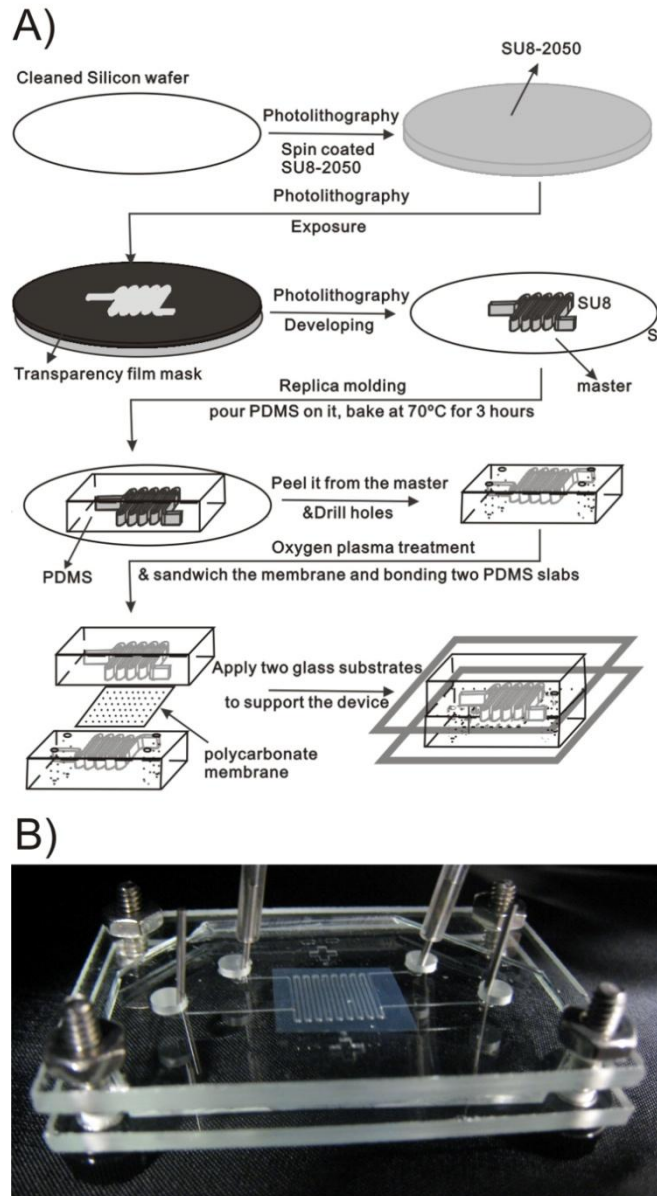 A)
SU8-2050
Cleaned Silicon wafer
Photolithography
Spin coated
SU8-2050
Photolithography
Exposure
Photolithography
Developing
SU8
S
Transparency film mask
master
Replica molding
pour PDMS on it, bake at 70ºC for 3 hours
Peel it from the master
&Drill holes
PDMS
Oxygen plasma treatment
& sandwich the membrane and bonding two PDMS slabs
Apply two glass substrates
to support the device
polycarbonate
membrane
B)